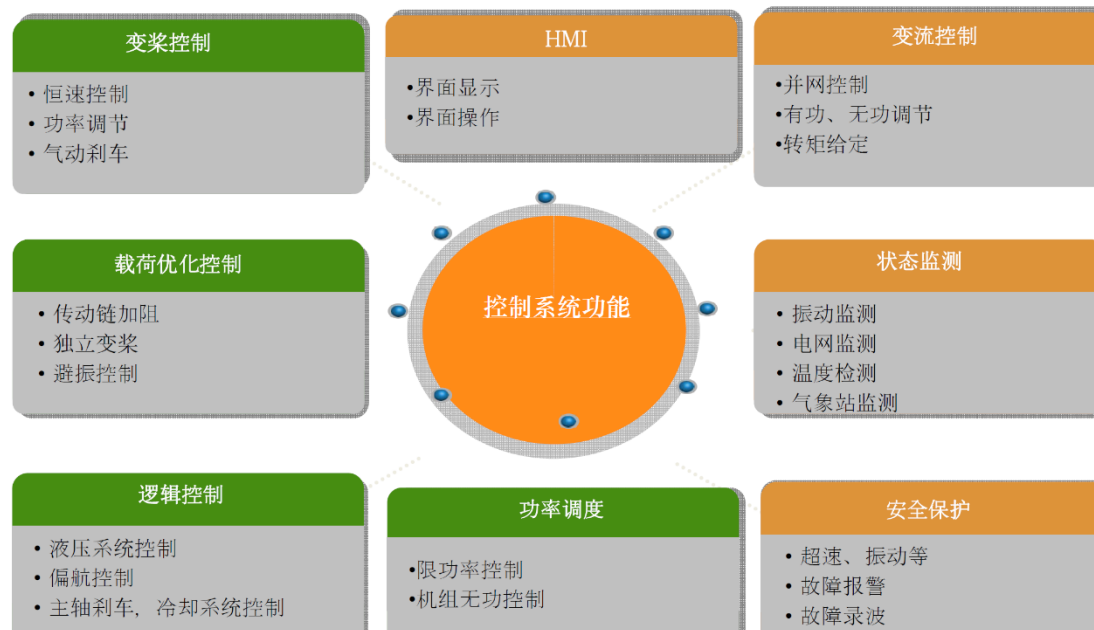 变桨控制
• 恒速控制
• 功率调节
• 气动刹车
HMI
•界面显示
•界面操作
变流控制
•并网控制
•有功、无功调节
•转矩给定
载荷优化控制
• 传动链加阻
• 独立变桨
• 避振控制
控制系统功能
状态监测
• 振动监测
• 电网监测
• 温度检测
• 气象站监测
逻辑控制
• 液压系统控制
• 偏航控制
• 主轴刹车，冷却系统控制
功率调度
•限功率控制
•机组无功控制
安全保护
• 超速、振动等
• 故障报警
• 故障录波